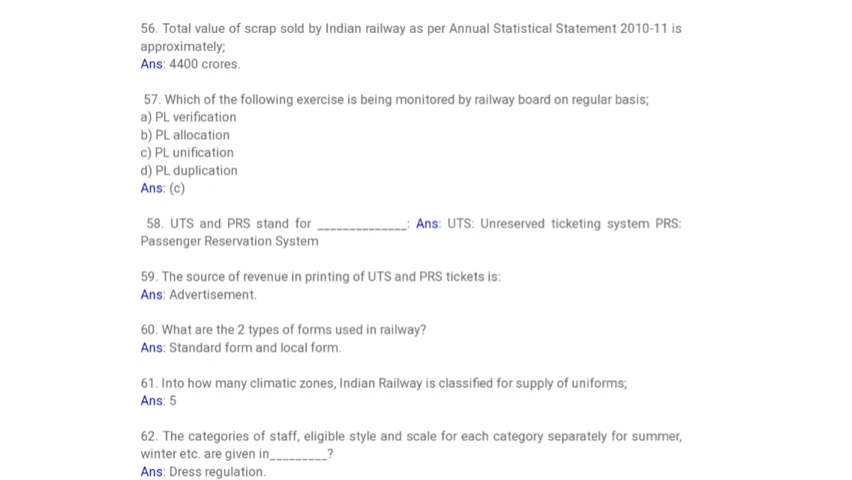 56. Total value of scrap sold by Indian railway as per Annual Statistical Statement 2010-11 is
approximately;
Ans: 4400 crores.
57. Which of the following exercise is being monitored by railway board on regular basis;
a) PL verification
b) PL allocation
c) PL unification
d) PL duplication
Ans: (c)
58. UTS and PRS stand for ______________: Ans: UTS: Unreserved ticketing system PRS:
Passenger Reservation System
59. The source of revenue in printing of UTS and PRS tickets is:
Ans: Advertisement.
60. What are the 2 types of forms used in railway?
Ans: Standard form and local form.
61. Into how many climatic zones, Indian Railway is classified for supply of uniforms;
Ans: 5
62. The categories of staff, eligible style and scale for each category separately for summer,
winter etc. are given in_________?
Ans: Dress regulation.